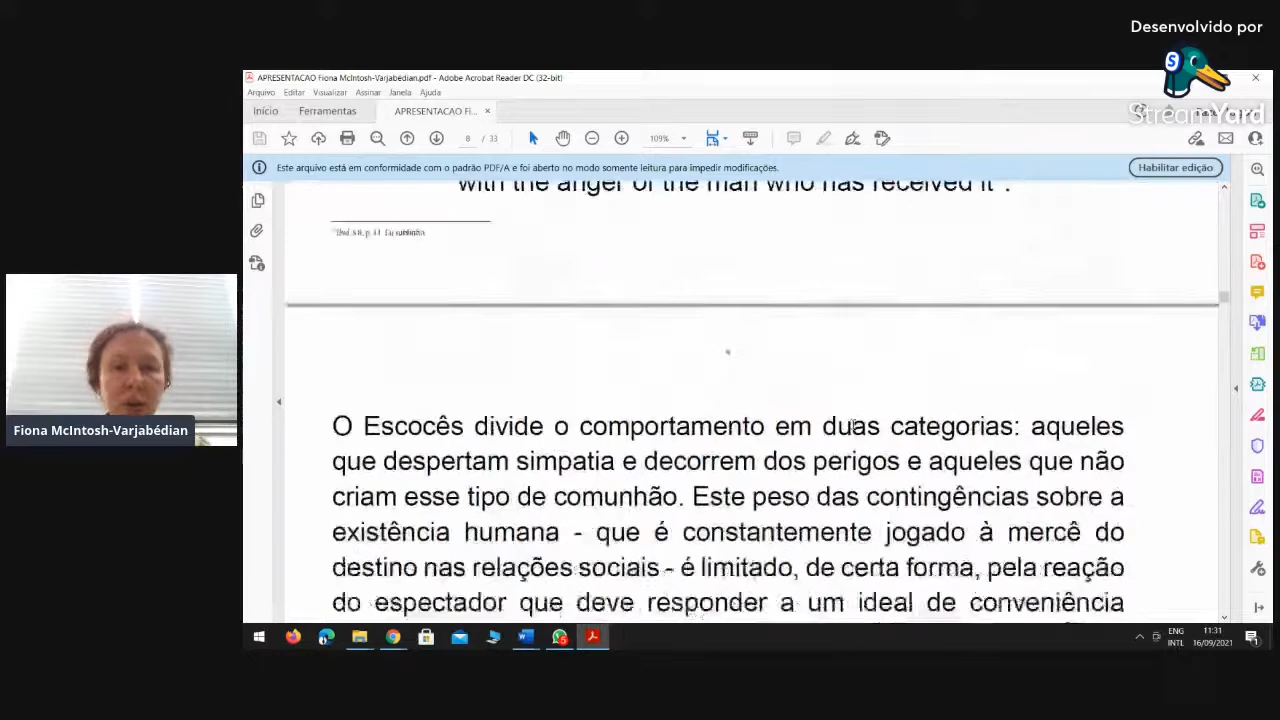 Desenvolvido por
StreamYard
APRESENTACAO Fiona McIntosh-Varjabédian.pdf - Adobe Acrobat Reader DC (32-bit)
Arquivo Editar Visualizar Assinar Janela Ajuda
Início Ferramentas APRESENTACAO Fi... ×
8 / 33 109%
Este arquivo está em conformidade com o padrão PDF/A e foi aberto no modo somente leitura para impedir modificações. Habilitar edição
with the anger of the man who has received it".
O Escocês divide o comportamento em duas categorias: aqueles
que despertam simpatia e decorrem dos perigos e aqueles que não
criam esse tipo de comunhão. Este peso das contingências sobre a
existência humana - que é constantemente jogado à mercê do
destino nas relações sociais - é limitado, de certa forma, pela reação
do espectador que deve responder a um ideal de conveniência
Fiona McIntosh-Varjabédian
ENG 11:31
INTL 16/09/2021